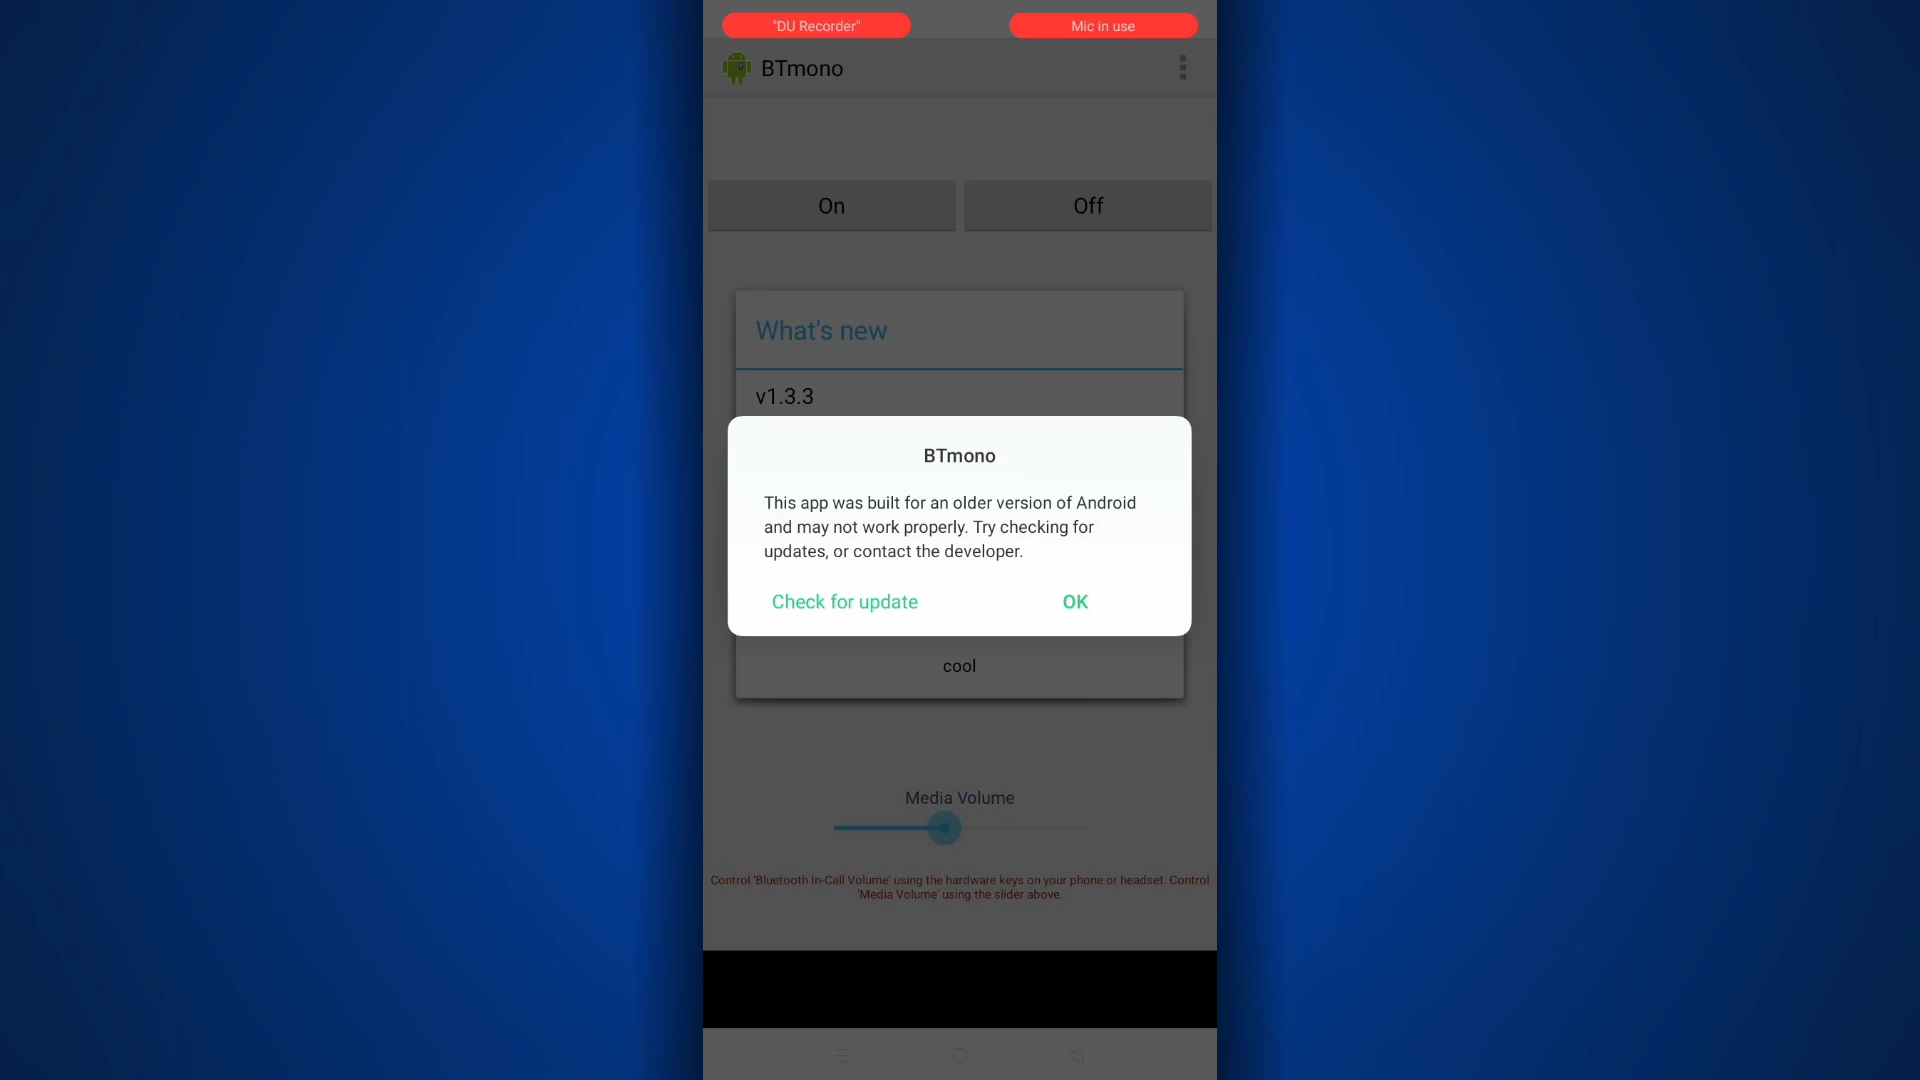 "DU Recorder"
Mic in use
BTmono
On
Off
What's new
v1.3.3
BTmono
This app was built for an older version of Android
and may not work properly. Try checking for
updates, or contact the developer.
Check for update
OK
cool
Media Volume
Control 'Bluetooth In-Call Volume' using the hardware keys on your phone or headset. Control
'Media Volume' using the slider above.